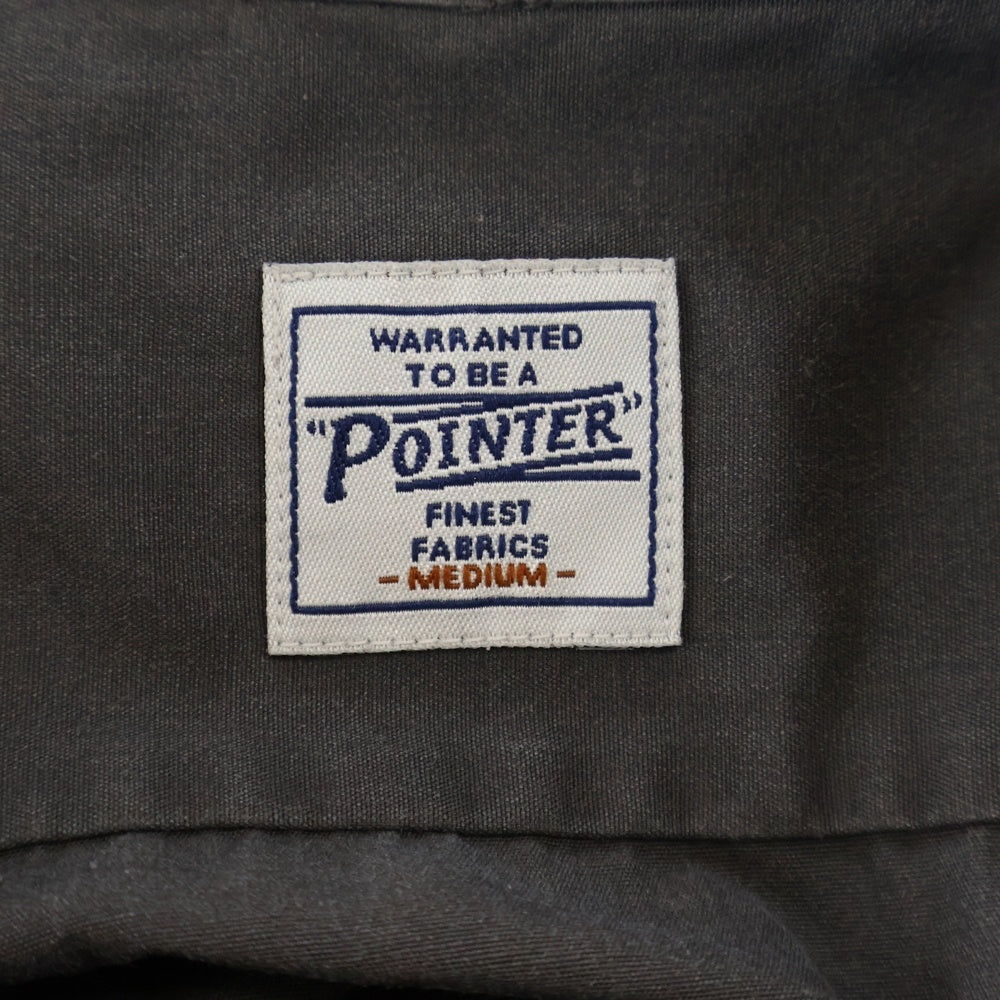 WARRANTED
TO BE A
"POINTER"
FINEST
FABRICS
- MEDIUM -